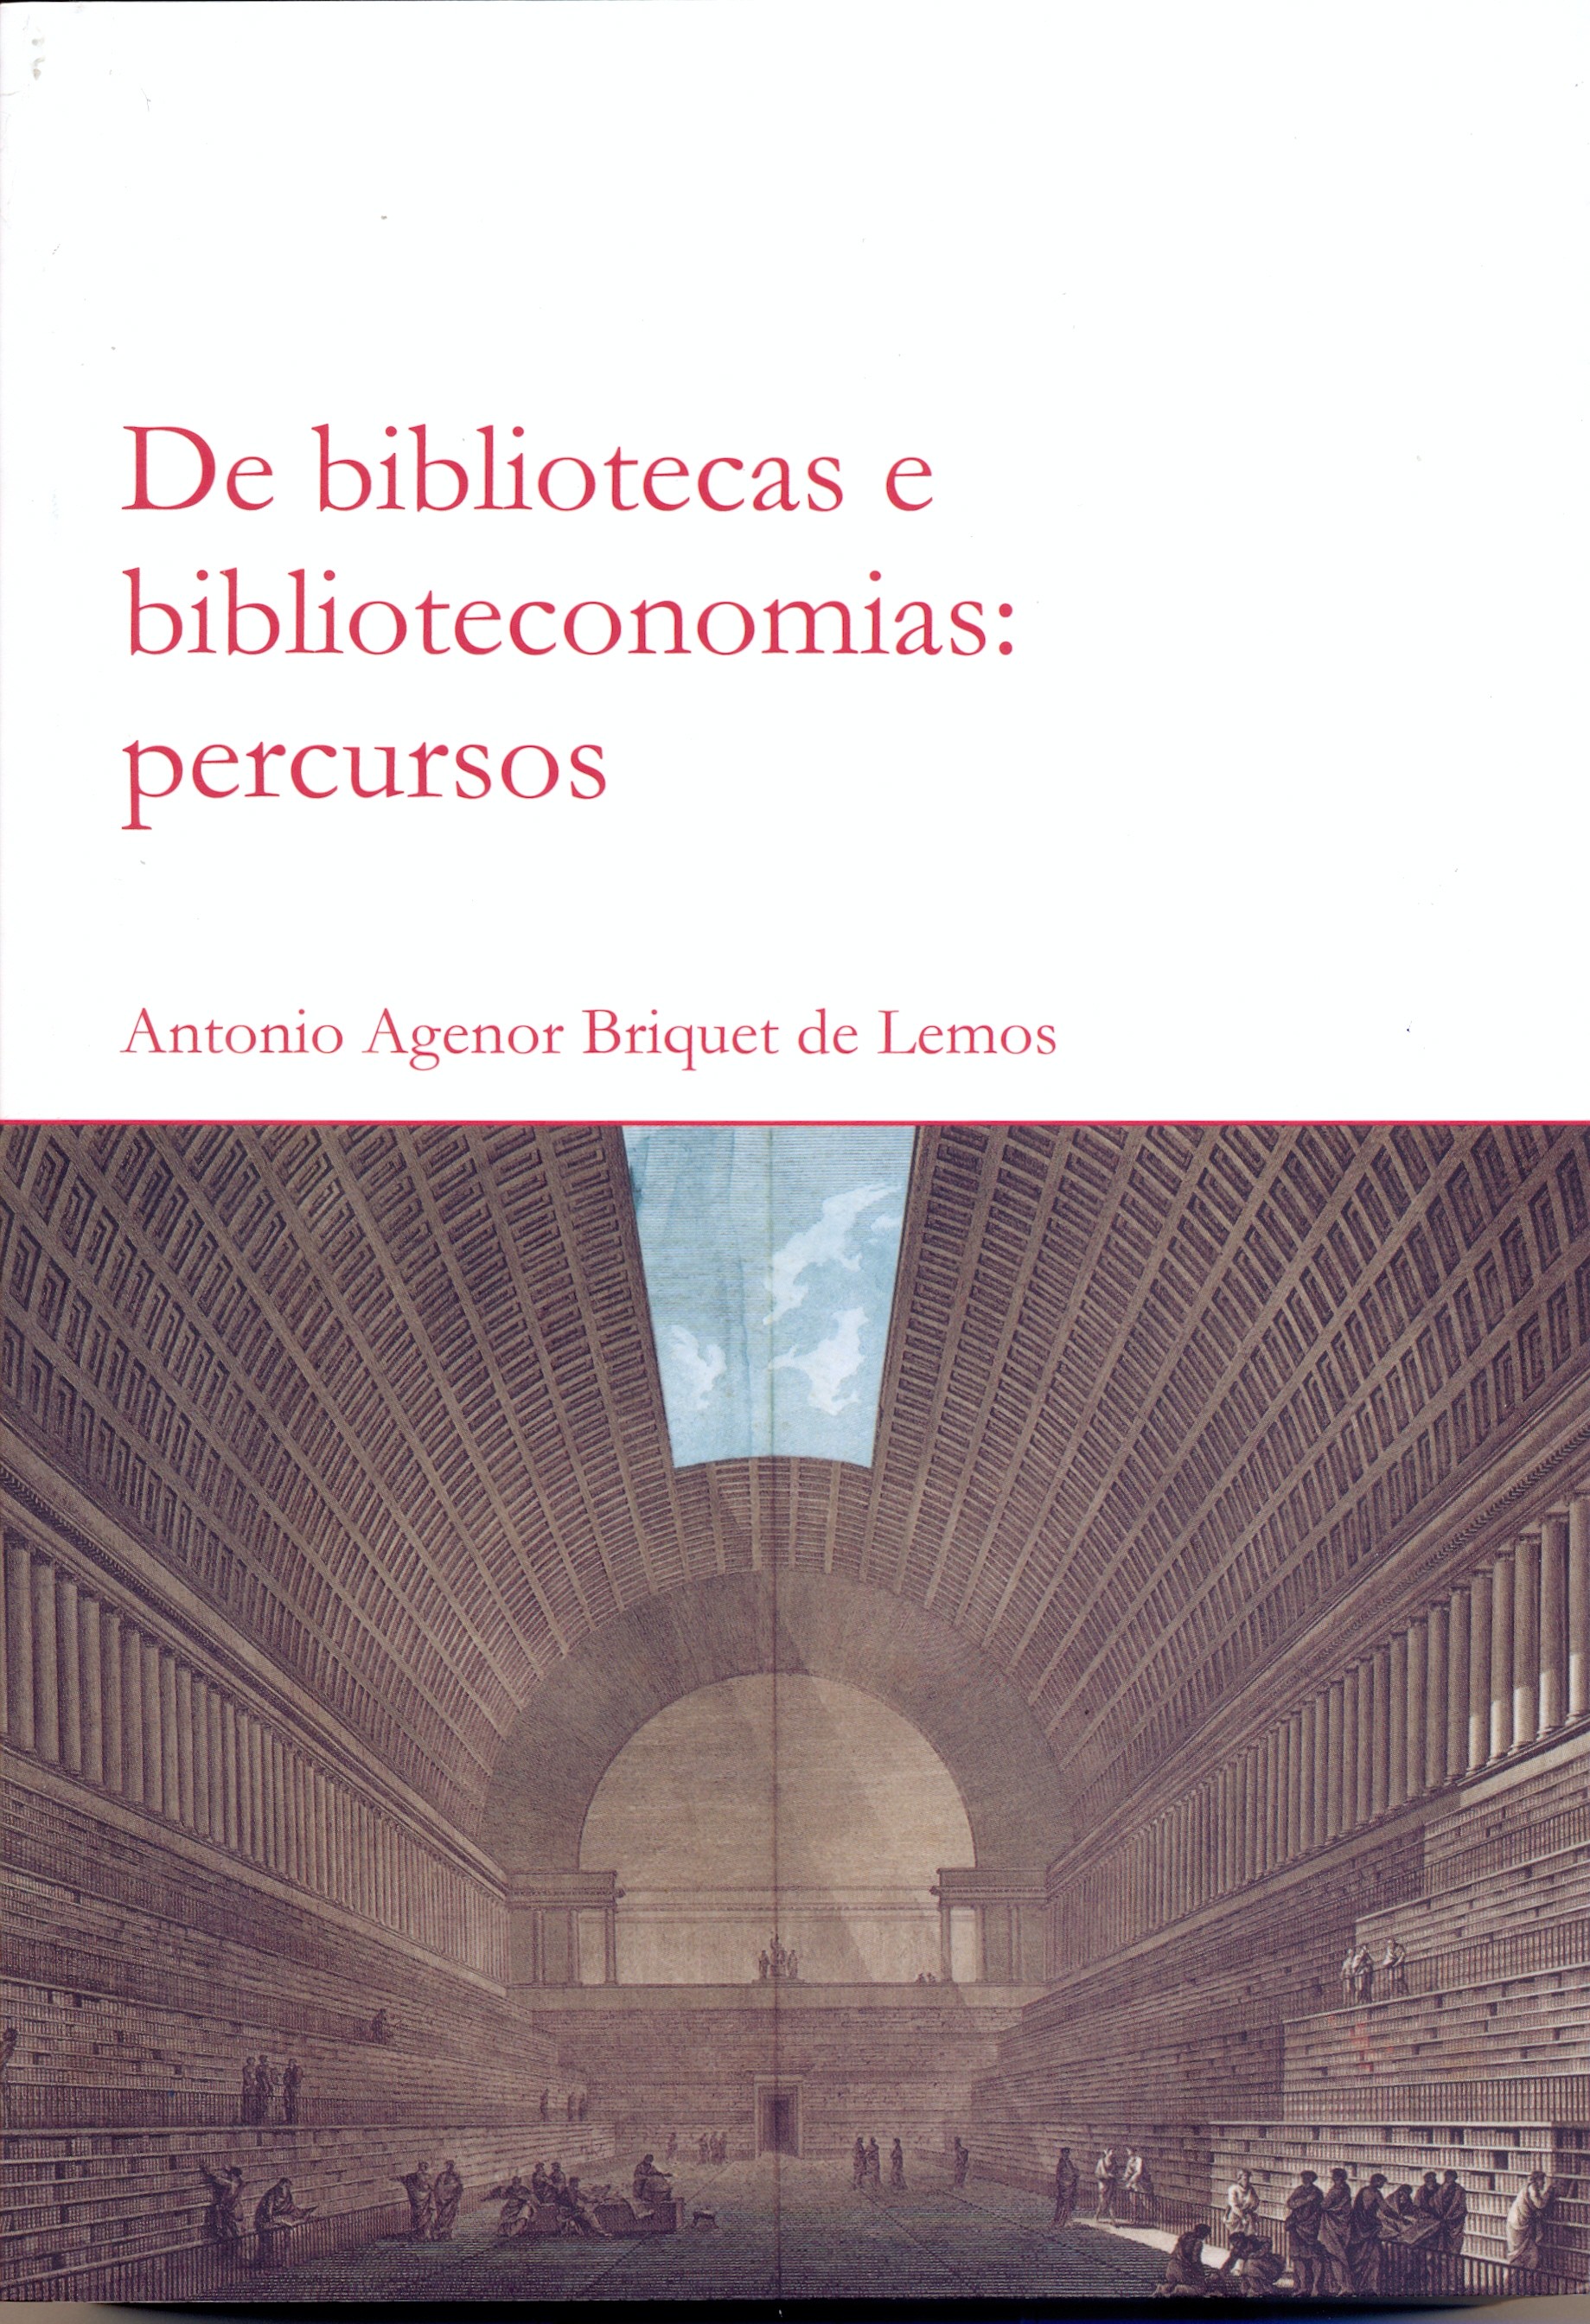 De bibliotecas e
biblioteconomias:
percursos
Antonio Agenor Briquet de Lemos